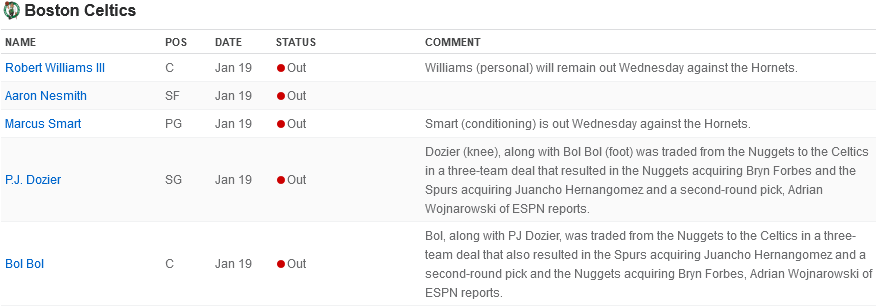 Boston Celtics
NAME POS DATE STATUS COMMENT
Robert Williams III C Jan 19 Out Williams (personal) will remain out Wednesday against the Hornets.
Aaron Nesmith SF Jan 19 Out
Marcus Smart PG Jan 19 Out Smart (conditioning) is out Wednesday against the Hornets.
Dozier (knee), along with Bol Bol (foot) was traded from the Nuggets to the Celtics
in a three-team deal that resulted in the Nuggets acquiring Bryn Forbes and the
P.J. Dozier SG Jan 19 Out
Spurs acquiring Juancho Hernangomez and a second-round pick, Adrian
Wojnarowski of ESPN reports.
Bol, along with PJ Dozier, was traded from the Nuggets to the Celtics in a three-
team deal that also resulted in the Spurs acquiring Juancho Hernangomez and a
Bol Bol C Jan 19 Out
second-round pick and the Nuggets acquiring Bryn Forbes, Adrian Wojnarowski of
ESPN reports.